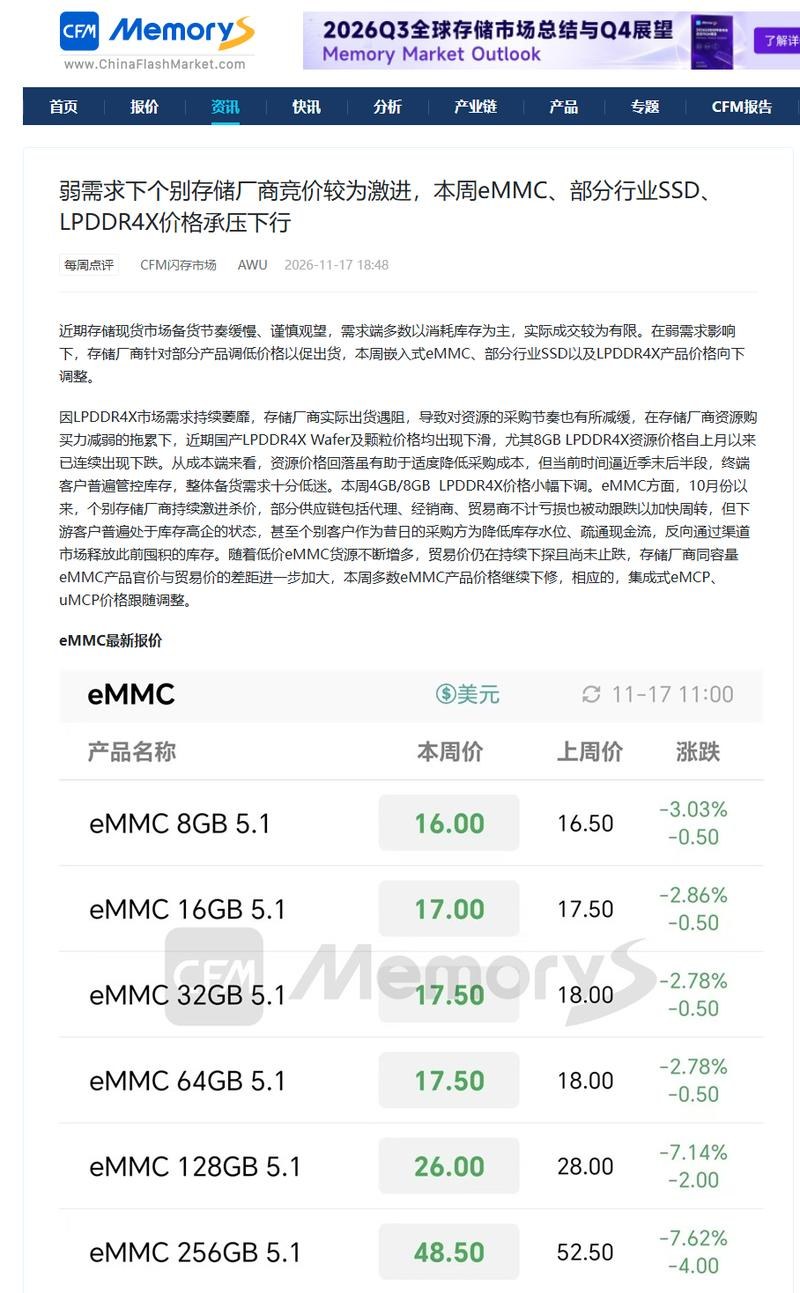 CFM MemoryS
www.ChinaFlashMarket.com
2026Q3全球存储市场总结与Q4展望
Memory Market Outlook
了解详
首页 报价 资讯 快讯 分析 产业链 产品 专题 CFM报告
弱需求下个别存储厂商竞价较为激进，本周eMMC、部分行业SSD、
LPDDR4X价格承压下行
每周点评 CFM闪存市场 AWU 2026-11-17 18:48
近期存储现货市场备货节奏缓慢、谨慎观望，需求端多数以消耗库存为主，实际成交较为有限。在弱需求影响
下，存储厂商针对部分产品调低价格以促出货，本周嵌入式eMMC、部分行业SSD以及LPDDR4X产品价格向下
调整。
因LPDDR4X市场需求持续萎靡，存储厂商实际出货遇阻，导致对资源的采购节奏也有所减缓，在存储厂商资源购
买力减弱的拖累下，近期国产LPDDR4X Wafer及颗粒价格均出现下滑，尤其8GB LPDDR4X资源价格自上月以来
已连续出现下跌。从成本端来看，资源价格回落虽有助于适度降低采购成本，但当前时间逼近季末后半段，终端
客户普遍管控库存，整体备货需求十分低迷。本周4GB/8GB LPDDR4X价格小幅下调。eMMC方面，10月份以
来，个别存储厂商持续激进杀价，部分供应链包括代理、经销商、贸易商不计亏损也被动跟跌以加快周转，但下
游客户普遍处于库存高企的状态，甚至个别客户作为昔日的采购方为降低库存水位、疏通现金流，反向通过渠道
市场释放此前囤积的库存。随着低价eMMC货源不断增多，贸易价仍在持续下探且尚未止跌，存储厂商同容量
eMMC产品官价与贸易价的差距进一步加大，本周多数eMMC产品价格继续下修，相应的，集成式eMCP、
uMCP价格跟随调整。
eMMC最新报价
eMMC $美元 11-17 11:00
产品名称 本周价 上周价 涨跌
eMMC 8GB 5.1 16.00 16.50 -3.03%
-0.50
eMMC 16GB 5.1 17.00 17.50 -2.86%
-0.50
CFM MemoryS
eMMC 32GB 5.1 17.50 18.00 -2.78%
-0.50
eMMC 64GB 5.1 17.50 18.00 -2.78%
-0.50
eMMC 128GB 5.1 26.00 28.00 -7.14%
-2.00
eMMC 256GB 5.1 48.50 52.50 -7.62%
-4.00